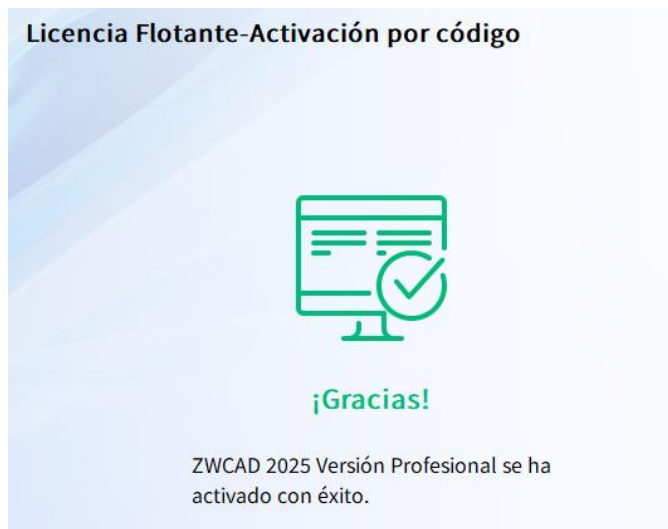 Licencia Flotante-Activación por código
¡Gracias!
ZWCAD 2025 Versión Profesional se ha
activado con éxito.